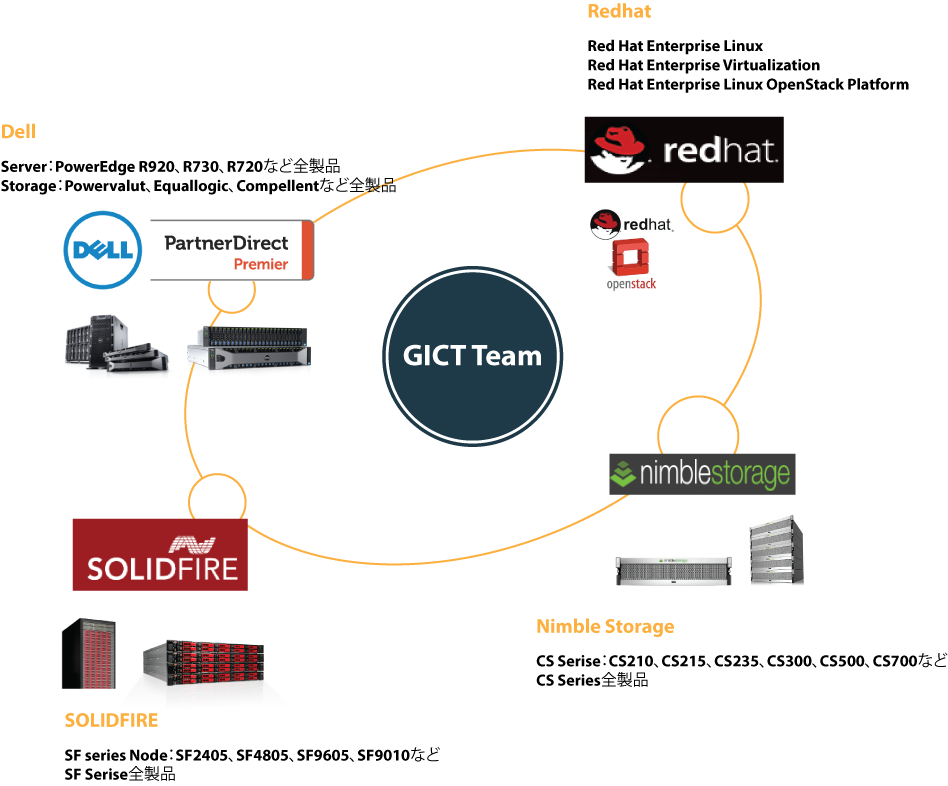 Redhat
Red Hat Enterprise Linux
Red Hat Enterprise Virtualization
Red Hat Enterprise Linux OpenStack Platform
redhat.
redhat.
openstack
Dell
Server：PowerEdge R920、R730、R720など全製品
Storage：Powervalut、Equallogic、Compellentなど全製品
DELL
PartnerDirect
Premier
GICT Team
nimblestorage
nimblestorage
Nimble Storage
CS Serise：CS210、CS215、CS235、CS300、CS500、CS700など
CS Series全製品
SOLIDFIRE
SOLIDFIRE
SF series Node：SF2405、SF4805、SF9605、SF9010など
SF Serise全製品